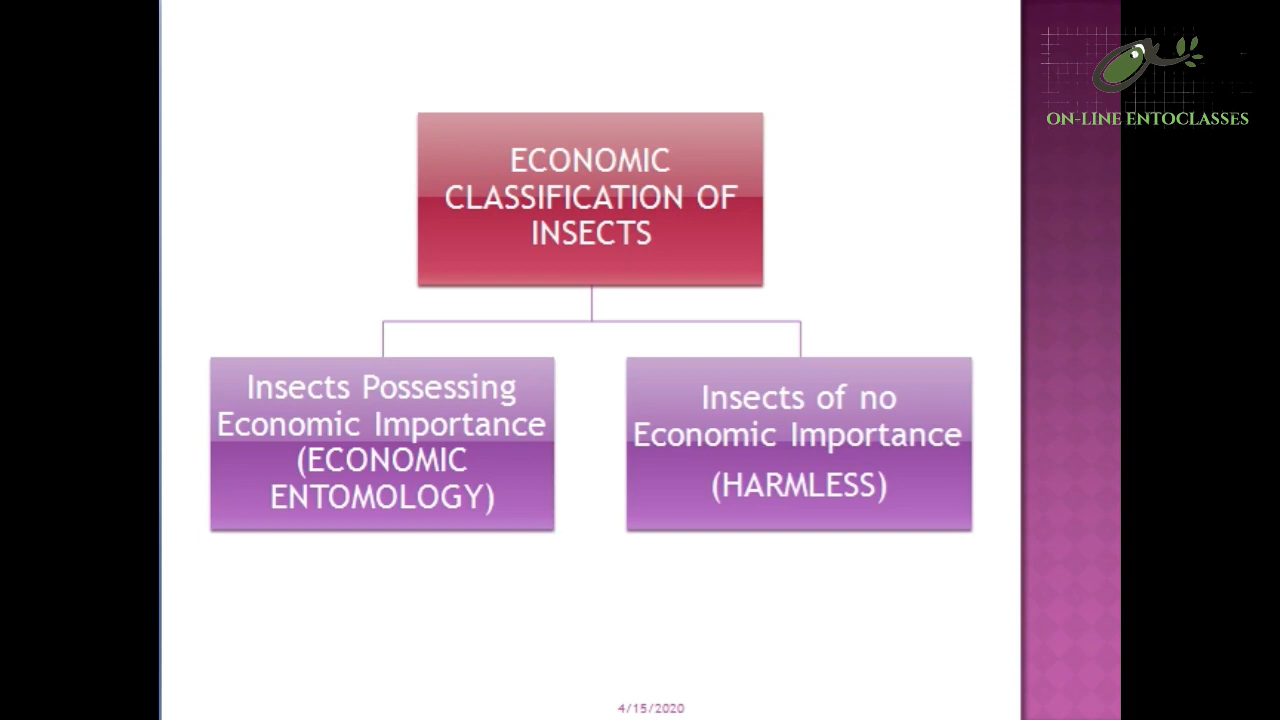 ON-LINE ENTOCLASSES
ECONOMIC
CLASSIFICATION OF
INSECTS
Insects Possessing
Economic Importance
(ECONOMIC
ENTOMOLOGY)
Insects of no
Economic Importance
(HARMLESS)
4/15/2020